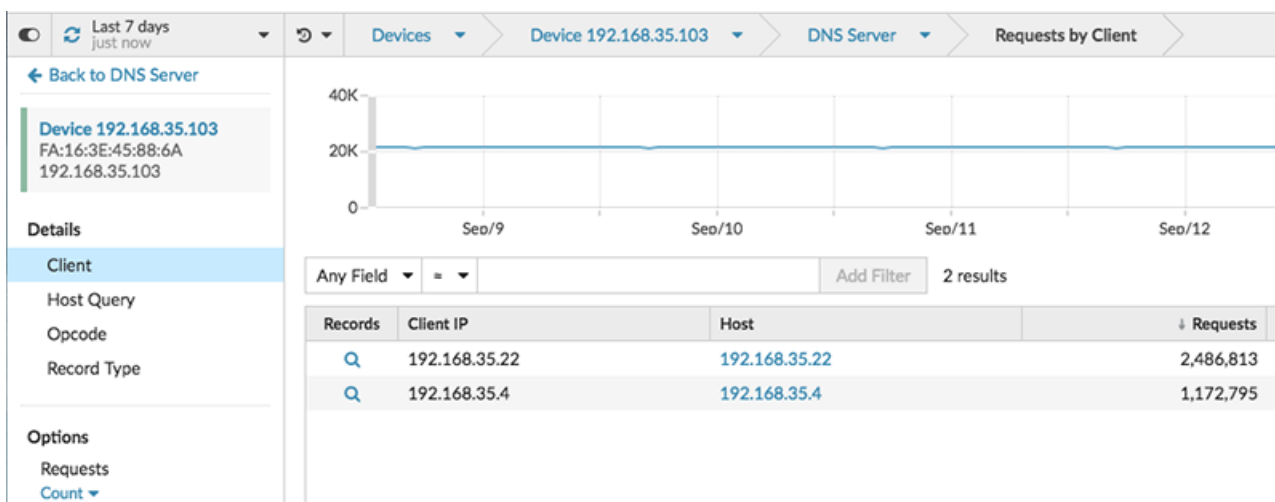 Last 7 days
just now
Devices
Device 192.168.35.103
DNS Server
Requests by Client
Back to DNS Server
Device 192.168.35.103
FA:16:3E:45:88:6A
192.168.35.103
Details
Client
Host Query
Opcode
Record Type
Options
Requests
Count
40K
20K
0
Sep/9 Sep/10 Sep/11 Sep/12
Any Field = Add Filter 2 results
Records Client IP Host Requests
192.168.35.22 192.168.35.22 2,486,813
192.168.35.4 192.168.35.4 1,172,795